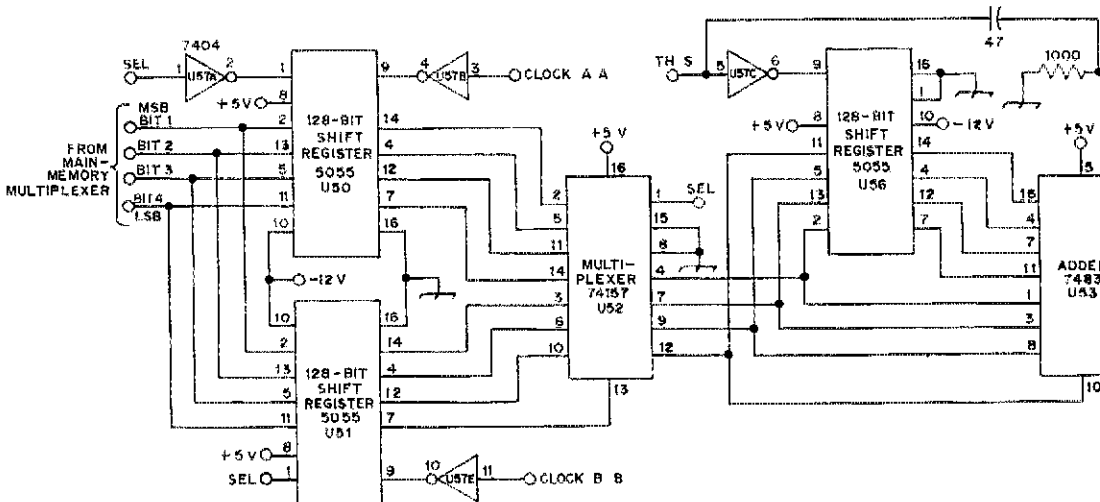 7404
SEL
1
U57A
2
1
+5V
8
MSB
BIT 1
2
BIT 2
13
BIT 3
5
BIT 4
11
LSB
FROM
MAIN-
MEMORY
MULTIPLEXER
10
-12 V
10
128-BIT
SHIFT
REGISTER
5055
U50
9
4
U57B
3
CLOCK A A
14
4
12
7
16
16
2
13
5
11
+5V
8
SEL
1
128-BIT
SHIFT
REGISTER
5055
U51
14
4
12
7
9
10
U57E
11
CLOCK B B
+5 V
16
2
5
11
14
3
6
10
13
MULTI-
PLEXER
74157
U52
1
SEL
15
8
4
7
9
12
TH S
5
U57C
6
9
+5V
8
11
5
13
2
128-BIT
SHIFT
REGISTER
5055
U56
16
1
10
-12V
14
4
12
7
47
1000
+5V
5
16
4
7
11
1
3
8
10
ADDER
7483
U53